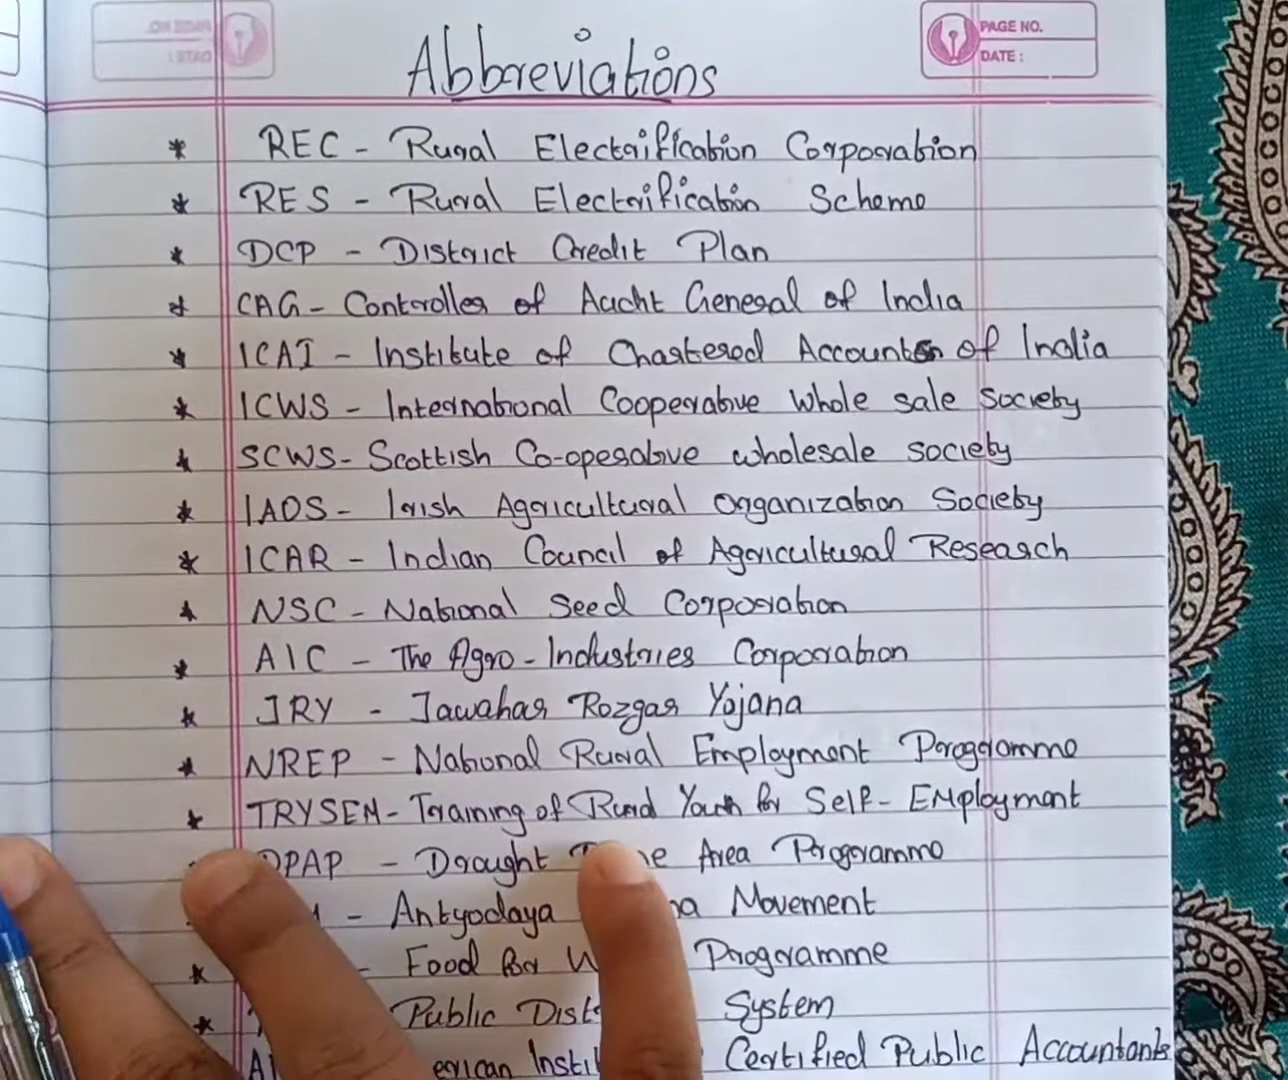 PAGE NO.
DATE :
Abbreviations
* REC - Rural Electrification Corporation
* RES - Rural Electrification Scheme
* DCP - District Credit Plan
* CAG - Controller of Audit General of India
* ICAI - Institute of Chartered Accountants of India
* ICWS - International Cooperative Whole sale Society
* SCWS - Scottish Co-operative wholesale society
* IAOS - Irish Agricultural Organization Society
* ICAR - Indian Council of Agricultural Research
* NSC - National Seed Corporation
* AIC - The Agro - Industries Corporation
* JRY - Jawahar Rozgar Yojana
* NREP - National Rural Employment Programme
* TRYSEM - Training of Rural Youth for Self - Employment
DPAP - Drought Area Programme
- Antyodaya Movement
* - Food for Programme
* Public System
Certified Public Accountants